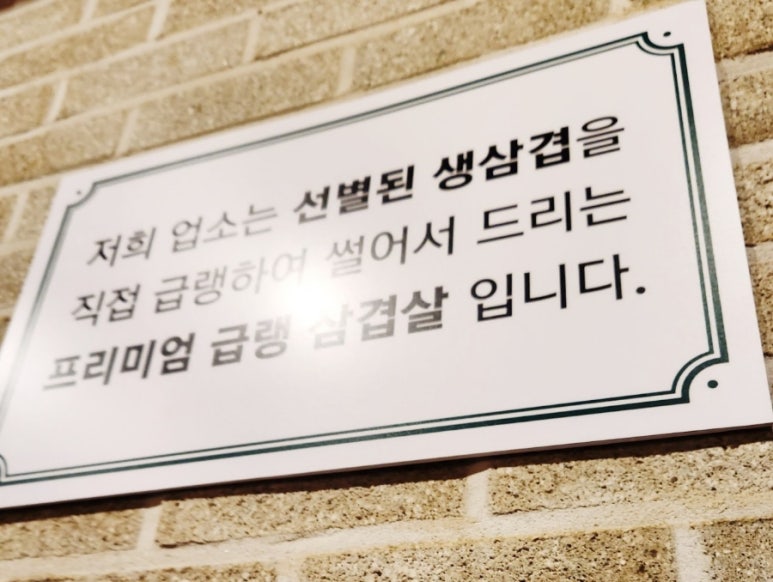 저희 업소는 선별된 생삼겹을
직접 급랭하여 썰어서 드리는
프리미엄 급랭 삼겹살 입니다.